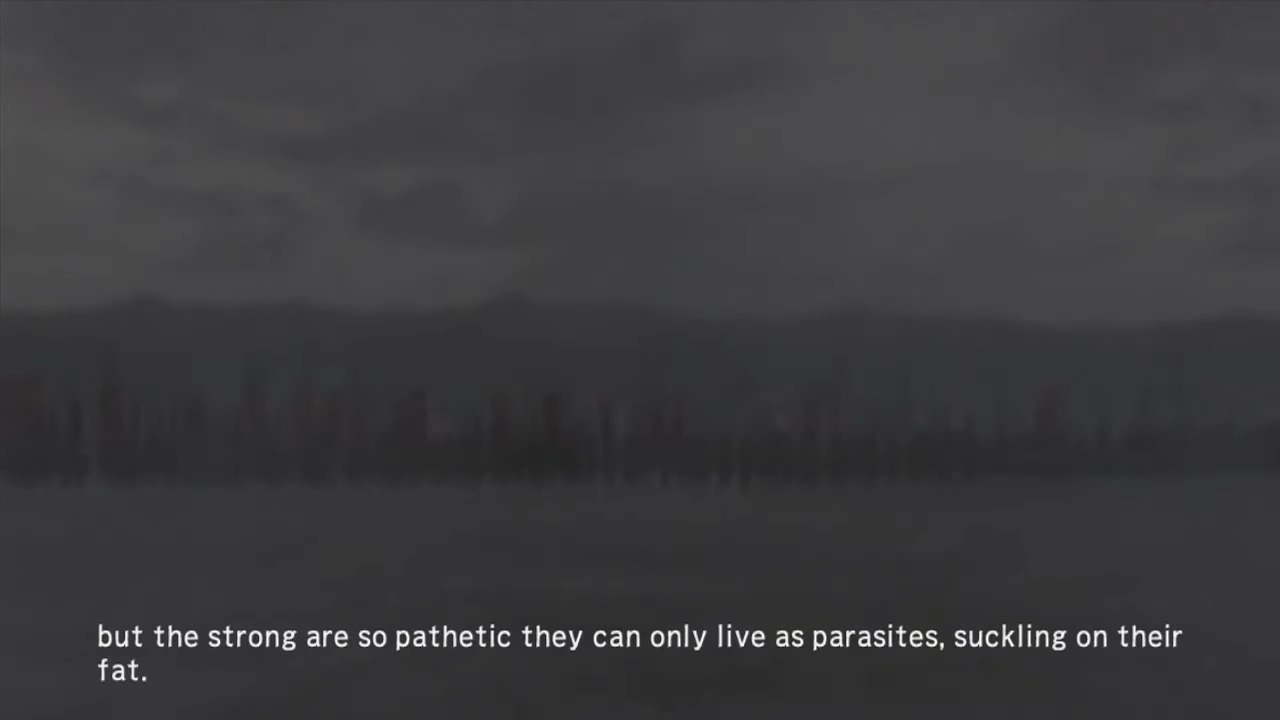 but the strong are so pathetic they can only live as parasites, suckling on their
fat.